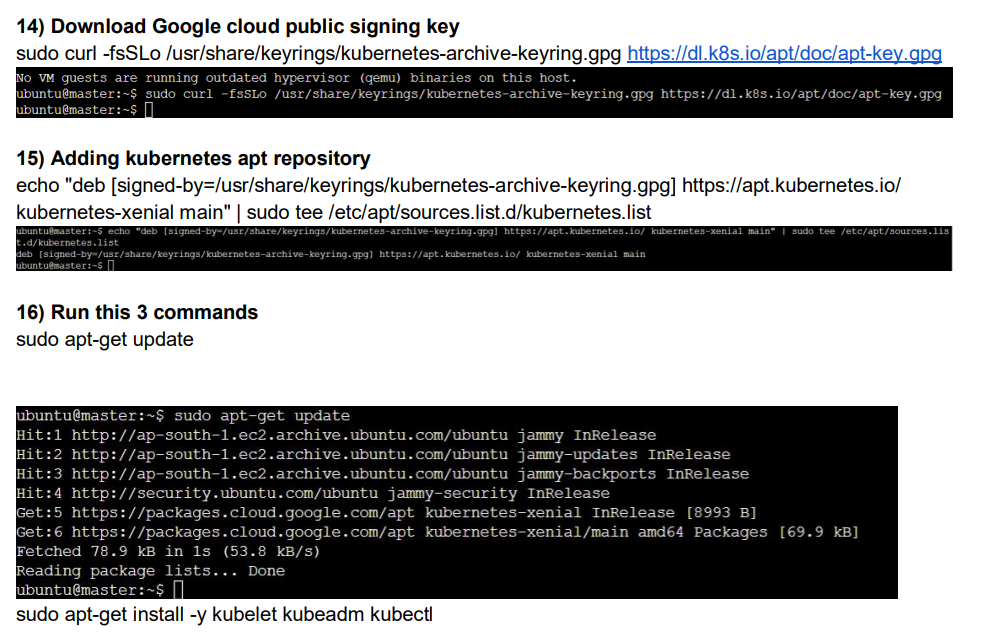 14) Download Google cloud public signing key
sudo curl -fsSLo /usr/share/keyrings/kubernetes-archive-keyring.gpg https://dl.k8s.io/apt/doc/apt-key.gpg
No VM guests are running outdated hypervisor (qemu) binaries on this host.
ubuntu@master:~$ sudo curl -fsSLo /usr/share/keyrings/kubernetes-archive-keyring.gpg https://dl.k8s.io/apt/doc/apt-key.gpg
ubuntu@master:~$
15) Adding kubernetes apt repository
echo "deb [signed-by=/usr/share/keyrings/kubernetes-archive-keyring.gpg] https://apt.kubernetes.io/
kubernetes-xenial main" | sudo tee /etc/apt/sources.list.d/kubernetes.list
ubuntu@master:~$ echo "deb [signed-by=/usr/share/keyrings/kubernetes-archive-keyring.gpg] https://apt.kubernetes.io/ kubernetes-xenial main" | sudo tee /etc/apt/sources.lis
t.d/kubernetes.list
deb [signed-by=/usr/share/keyrings/kubernetes-archive-keyring.gpg] https://apt.kubernetes.io/ kubernetes-xenial main
ubuntu@master:~$
16) Run this 3 commands
sudo apt-get update
ubuntu@master:~$ sudo apt-get update
Hit:1 http://ap-south-1.ec2.archive.ubuntu.com/ubuntu jammy InRelease
Hit:2 http://ap-south-1.ec2.archive.ubuntu.com/ubuntu jammy-updates InRelease
Hit:3 http://ap-south-1.ec2.archive.ubuntu.com/ubuntu jammy-backports InRelease
Hit:4 http://security.ubuntu.com/ubuntu jammy-security InRelease
Get:5 https://packages.cloud.google.com/apt kubernetes-xenial InRelease [8993 B]
Get:6 https://packages.cloud.google.com/apt kubernetes-xenial/main amd64 Packages [69.9 kB]
Fetched 78.9 kB in 1s (53.8 kB/s)
Reading package lists... Done
ubuntu@master:~$
sudo apt-get install -y kubelet kubeadm kubectl